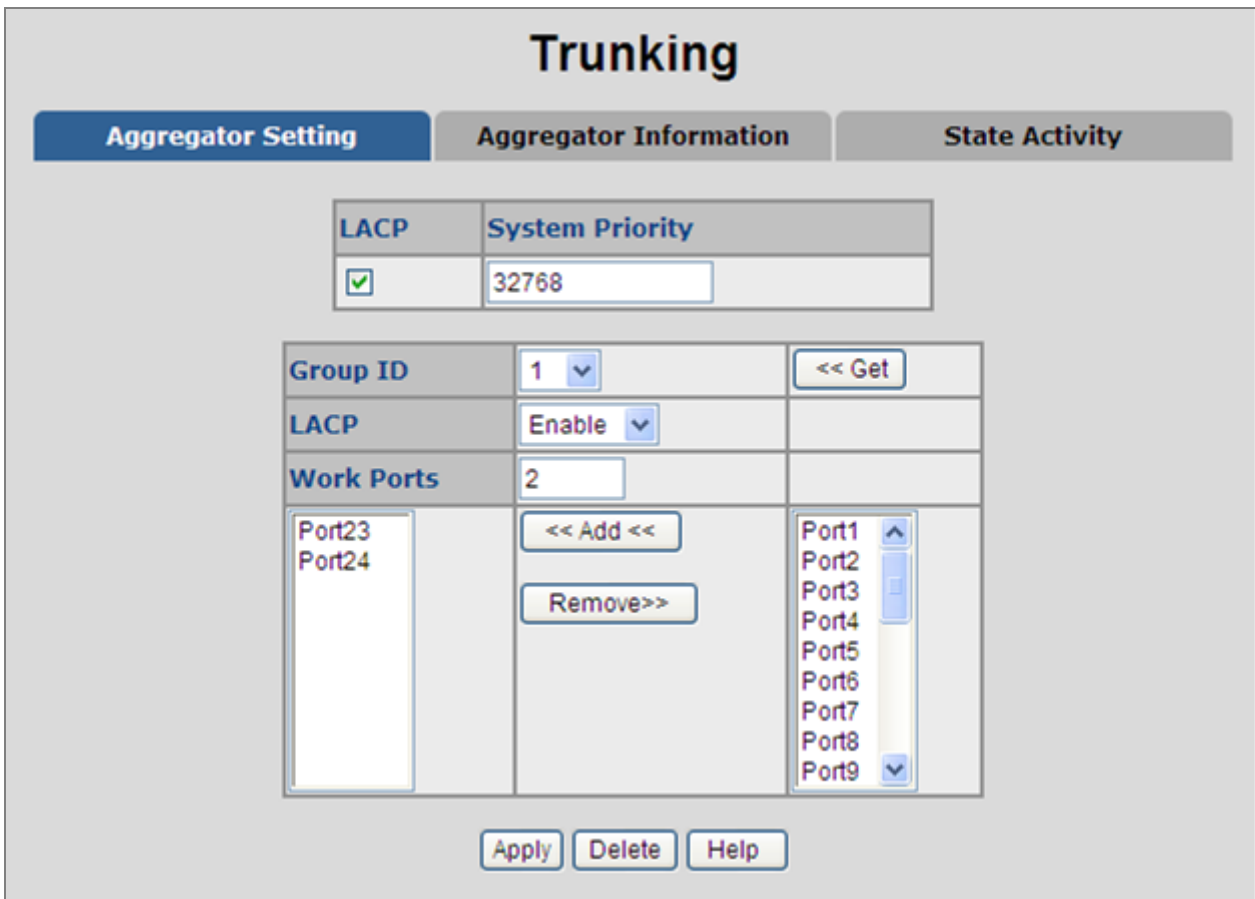 Trunking
Aggregator Setting Aggregator Information State Activity
LACP System Priority
32768
Group ID 1 << Get
LACP Enable
Work Ports 2
Port23
Port24
<< Add <<
Remove>>
Port1
Port2
Port3
Port4
Port5
Port6
Port7
Port8
Port9
Apply Delete Help